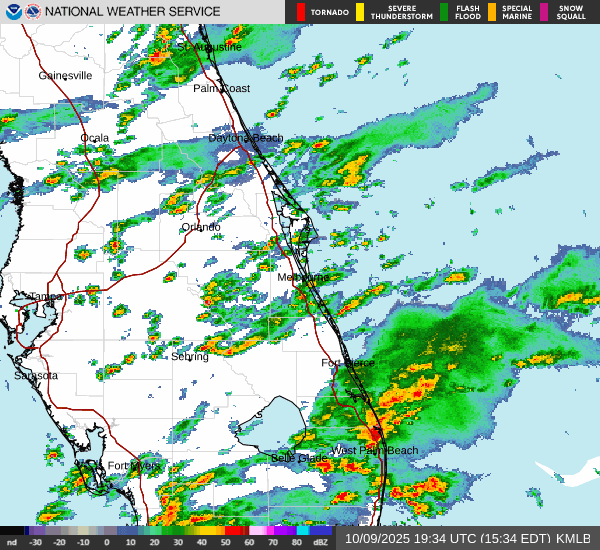 NATIONAL WEATHER SERVICE
TORNADO
SEVERE THUNDERSTORM
FLASH FLOOD
SPECIAL MARINE
SNOW SQUALL
St. Augustine
Gainesville
Palm Coast
Ocala
Daytona Beach
Orlando
Melbourne
Tampa
Sebring
Fort Pierce
Sarasota
West Palm Beach
Belle Glade
Fort Myers
nd -30 -20 -10 0 10 20 30 40 50 60 70 80 dBZ
10/09/2025 19:34 UTC (15:34 EDT) KMLB